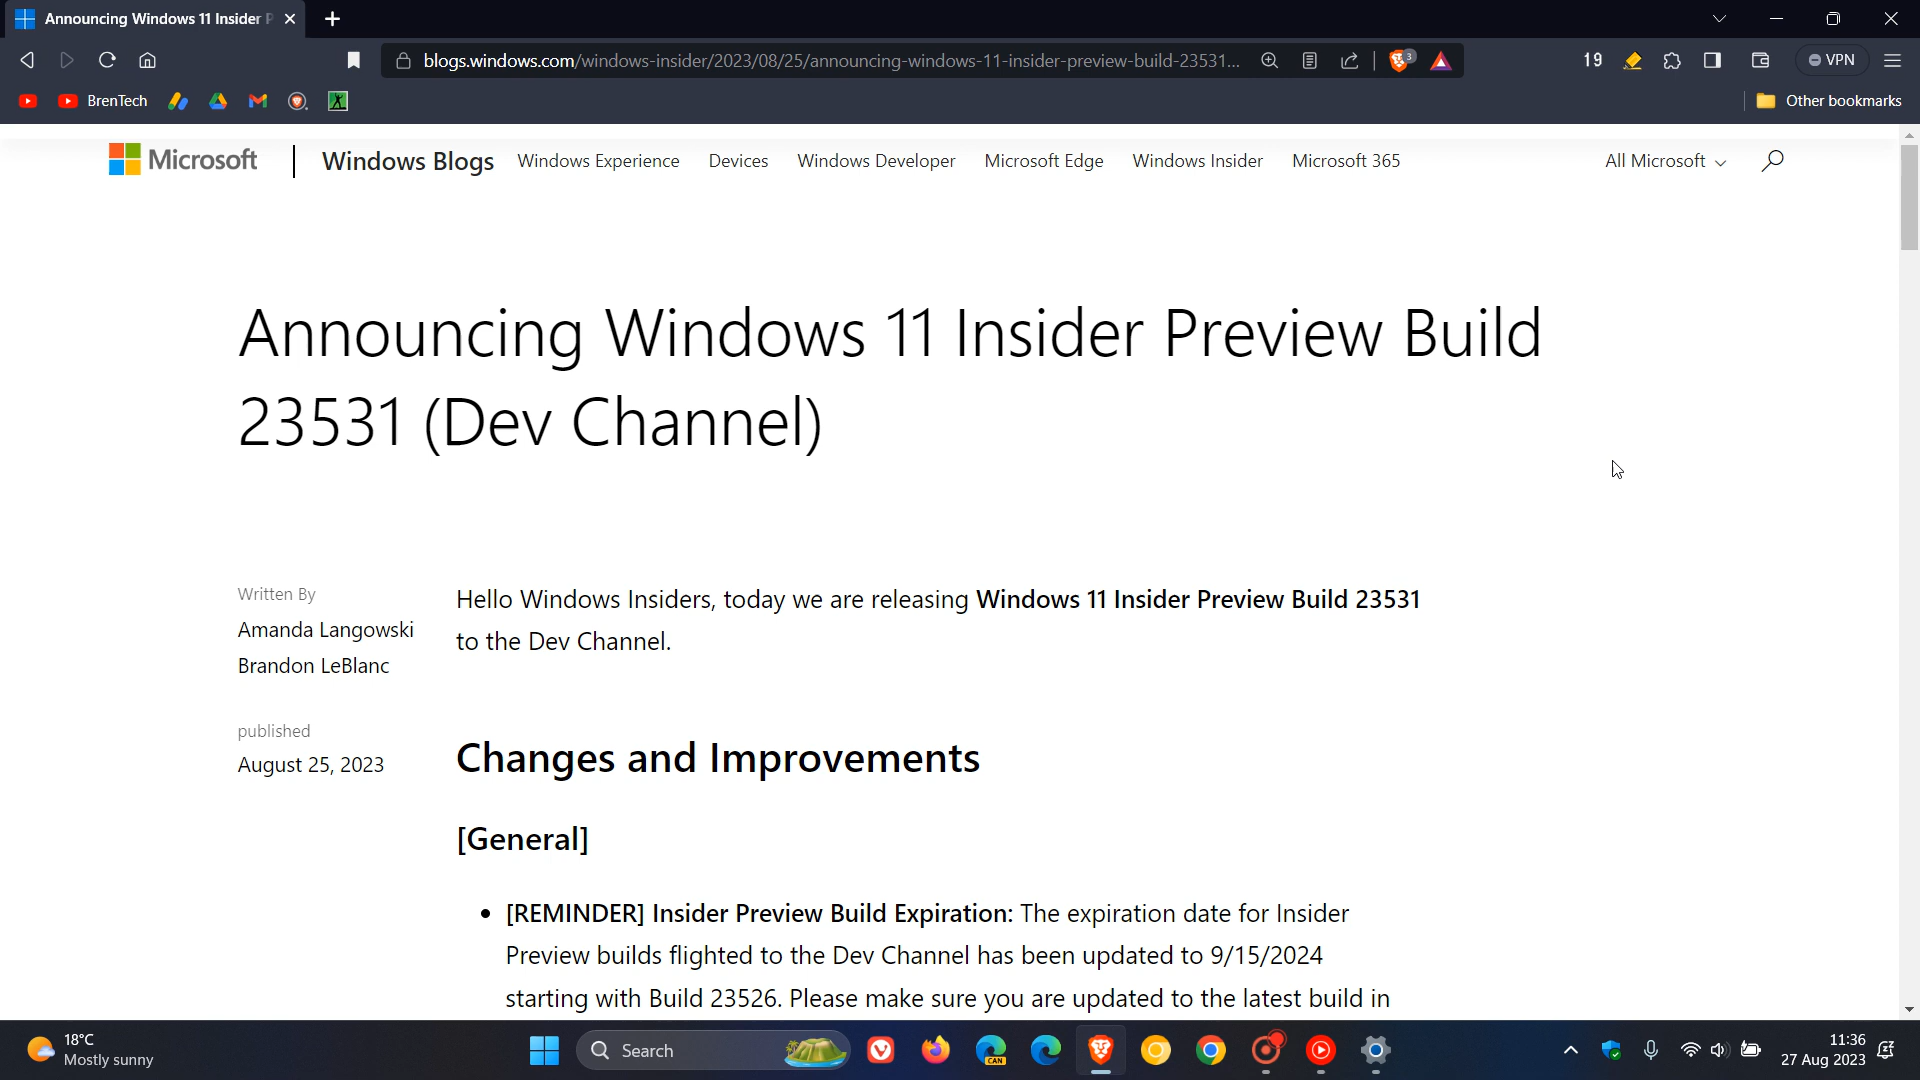 Announcing Windows 11 Insider P
blogs.windows.com/windows-insider/2023/08/25/announcing-windows-11-insider-preview-build-23531...
3
19
VPN
BrenTech
Other bookmarks
Microsoft
Windows Blogs
Windows Experience
Devices
Windows Developer
Microsoft Edge
Windows Insider
Microsoft 365
All Microsoft
Announcing Windows 11 Insider Preview Build
23531 (Dev Channel)
Written By
Amanda Langowski
Brandon LeBlanc
published
August 25, 2023
Hello Windows Insiders, today we are releasing Windows 11 Insider Preview Build 23531
to the Dev Channel.
Changes and Improvements
[General]
[REMINDER] Insider Preview Build Expiration: The expiration date for Insider
Preview builds flighted to the Dev Channel has been updated to 9/15/2024
starting with Build 23526. Please make sure you are updated to the latest build in
18°C
Mostly sunny
Search
CAN
11:36
27 Aug 2023